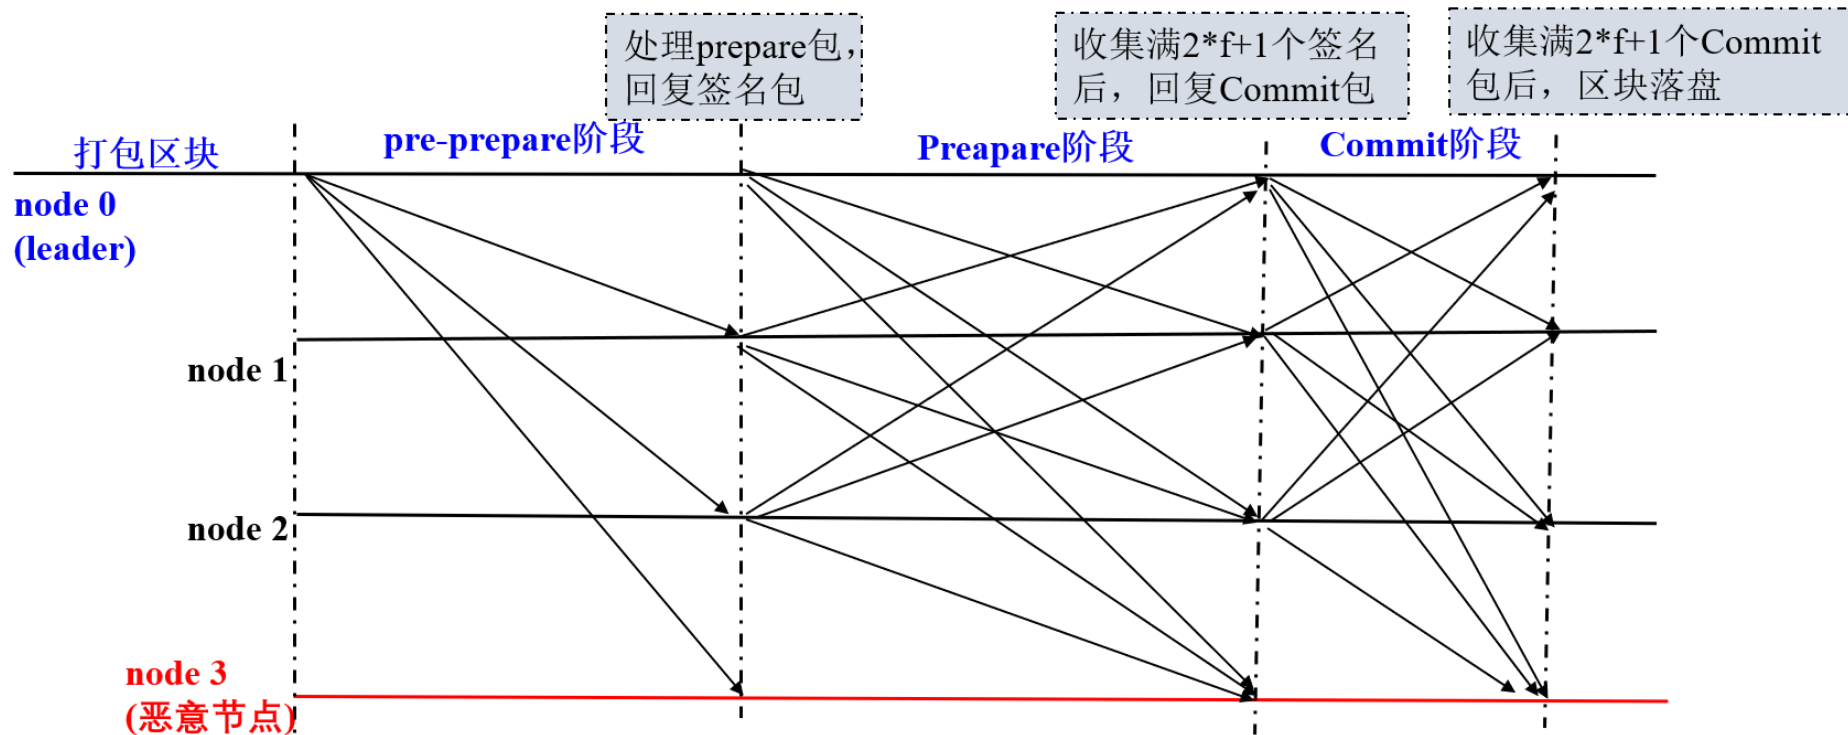 处理prepare包，
回复签名包
收集满2*f+1个签名
后，回复Commit包
收集满2*f+1个Commit
包后，区块落盘
打包区块
pre-prepare阶段
Preapare阶段
Commit阶段
node 0
(leader)
node 1
node 2
node 3
(恶意节点)